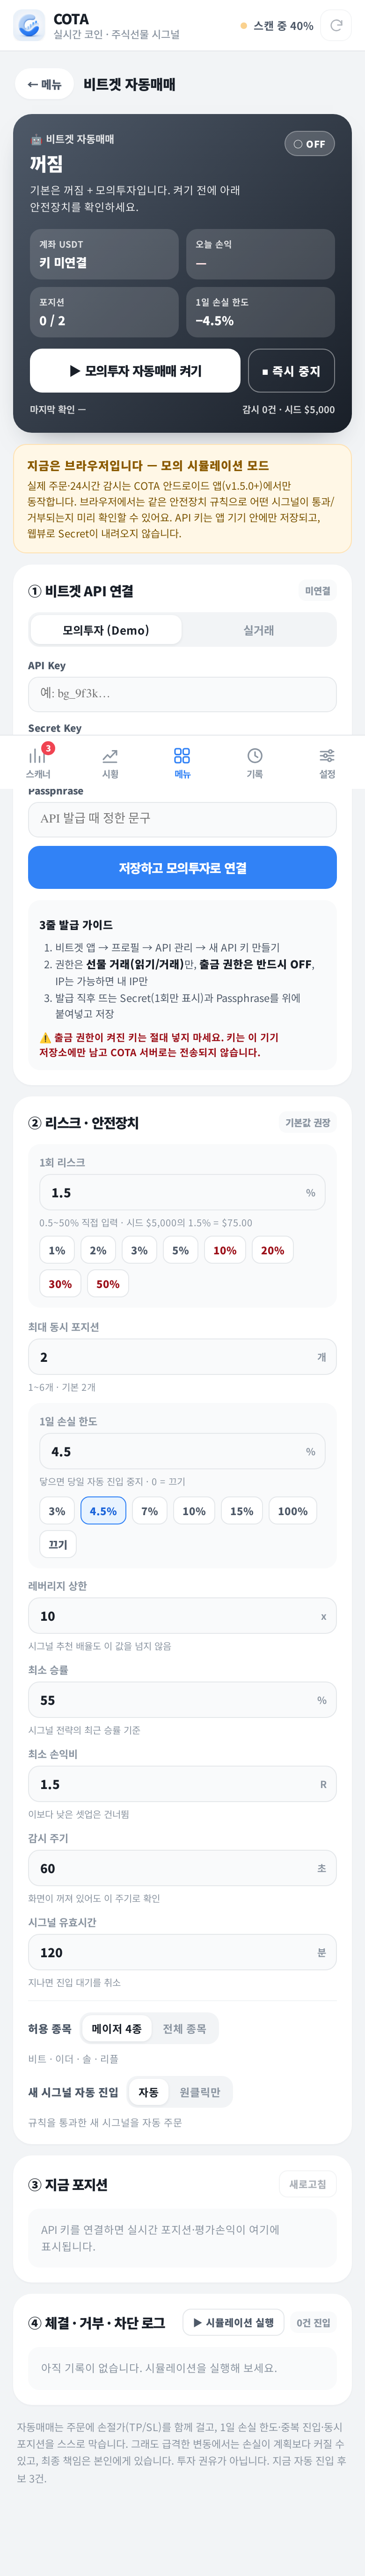 COTA
실시간 코인 · 주식선물 시그널
스캔 중 40%
← 메뉴
비트겟 자동매매
🤖 비트겟 자동매매
○ OFF
꺼짐
기본은 꺼짐 + 모의투자입니다. 켜기 전에 아래
안전장치를 확인하세요.
계좌 USDT
키 미연결
오늘 손익
—
포지션
0 / 2
1일 손실 한도
−4.5%
▶ 모의투자 자동매매 켜기
■ 즉시 중지
마지막 확인 —
감시 0건 · 시드 $5,000
지금은 브라우저입니다 — 모의 시뮬레이션 모드
실제 주문·24시간 감시는 COTA 안드로이드 앱(v1.5.0+)에서만
동작합니다. 브라우저에서는 같은 안전장치 규칙으로 어떤 시그널이 통과/
거부되는지 미리 확인할 수 있어요. API 키는 앱 기기 안에만 저장되고,
웹뷰로 Secret이 내려오지 않습니다.
① 비트겟 API 연결
미연결
모의투자 (Demo)
실거래
API Key
예: bg_9f3k…
Secret Key
3
스캐너
시황
메뉴
기록
설정
Passphrase
API 발급 때 정한 문구
저장하고 모의투자로 연결
3줄 발급 가이드
1. 비트겟 앱 → 프로필 → API 관리 → 새 API 키 만들기
2. 권한은 선물 거래(읽기/거래)만, 출금 권한은 반드시 OFF,
IP는 가능하면 내 IP만
3. 발급 직후 뜨는 Secret(1회만 표시)과 Passphrase를 위에
붙여넣고 저장
⚠️ 출금 권한이 켜진 키는 절대 넣지 마세요. 키는 이 기기
저장소에만 남고 COTA 서버로는 전송되지 않습니다.
② 리스크 · 안전장치
기본값 권장
1회 리스크
1.5
%
0.5~50% 직접 입력 · 시드 $5,000의 1.5% = $75.00
1%
2%
3%
5%
10%
20%
30%
50%
최대 동시 포지션
2
개
1~6개 · 기본 2개
1일 손실 한도
4.5
%
닿으면 당일 자동 진입 중지 · 0 = 끄기
3%
4.5%
7%
10%
15%
100%
끄기
레버리지 상한
10
x
시그널 추천 배율도 이 값을 넘지 않음
최소 승률
55
%
시그널 전략의 최근 승률 기준
최소 손익비
1.5
R
이보다 낮은 셋업은 건너뜀
감시 주기
60
초
화면이 꺼져 있어도 이 주기로 확인
시그널 유효시간
120
분
지나면 진입 대기를 취소
허용 종목
메이저 4종
전체 종목
비트 · 이더 · 솔 · 리플
새 시그널 자동 진입
자동
원클릭만
규칙을 통과한 새 시그널을 자동 주문
③ 지금 포지션
새로고침
API 키를 연결하면 실시간 포지션·평가손익이 여기에
표시됩니다.
④ 체결 · 거부 · 차단 로그
▶ 시뮬레이션 실행
0건 진입
아직 기록이 없습니다. 시뮬레이션을 실행해 보세요.
자동매매는 주문에 손절가(TP/SL)를 함께 걸고, 1일 손실 한도·중복 진입·동시
포지션을 스스로 막습니다. 그래도 급격한 변동에서는 손실이 계획보다 커질 수
있고, 최종 책임은 본인에게 있습니다. 투자 권유가 아닙니다. 지금 자동 진입 후
보 3건.